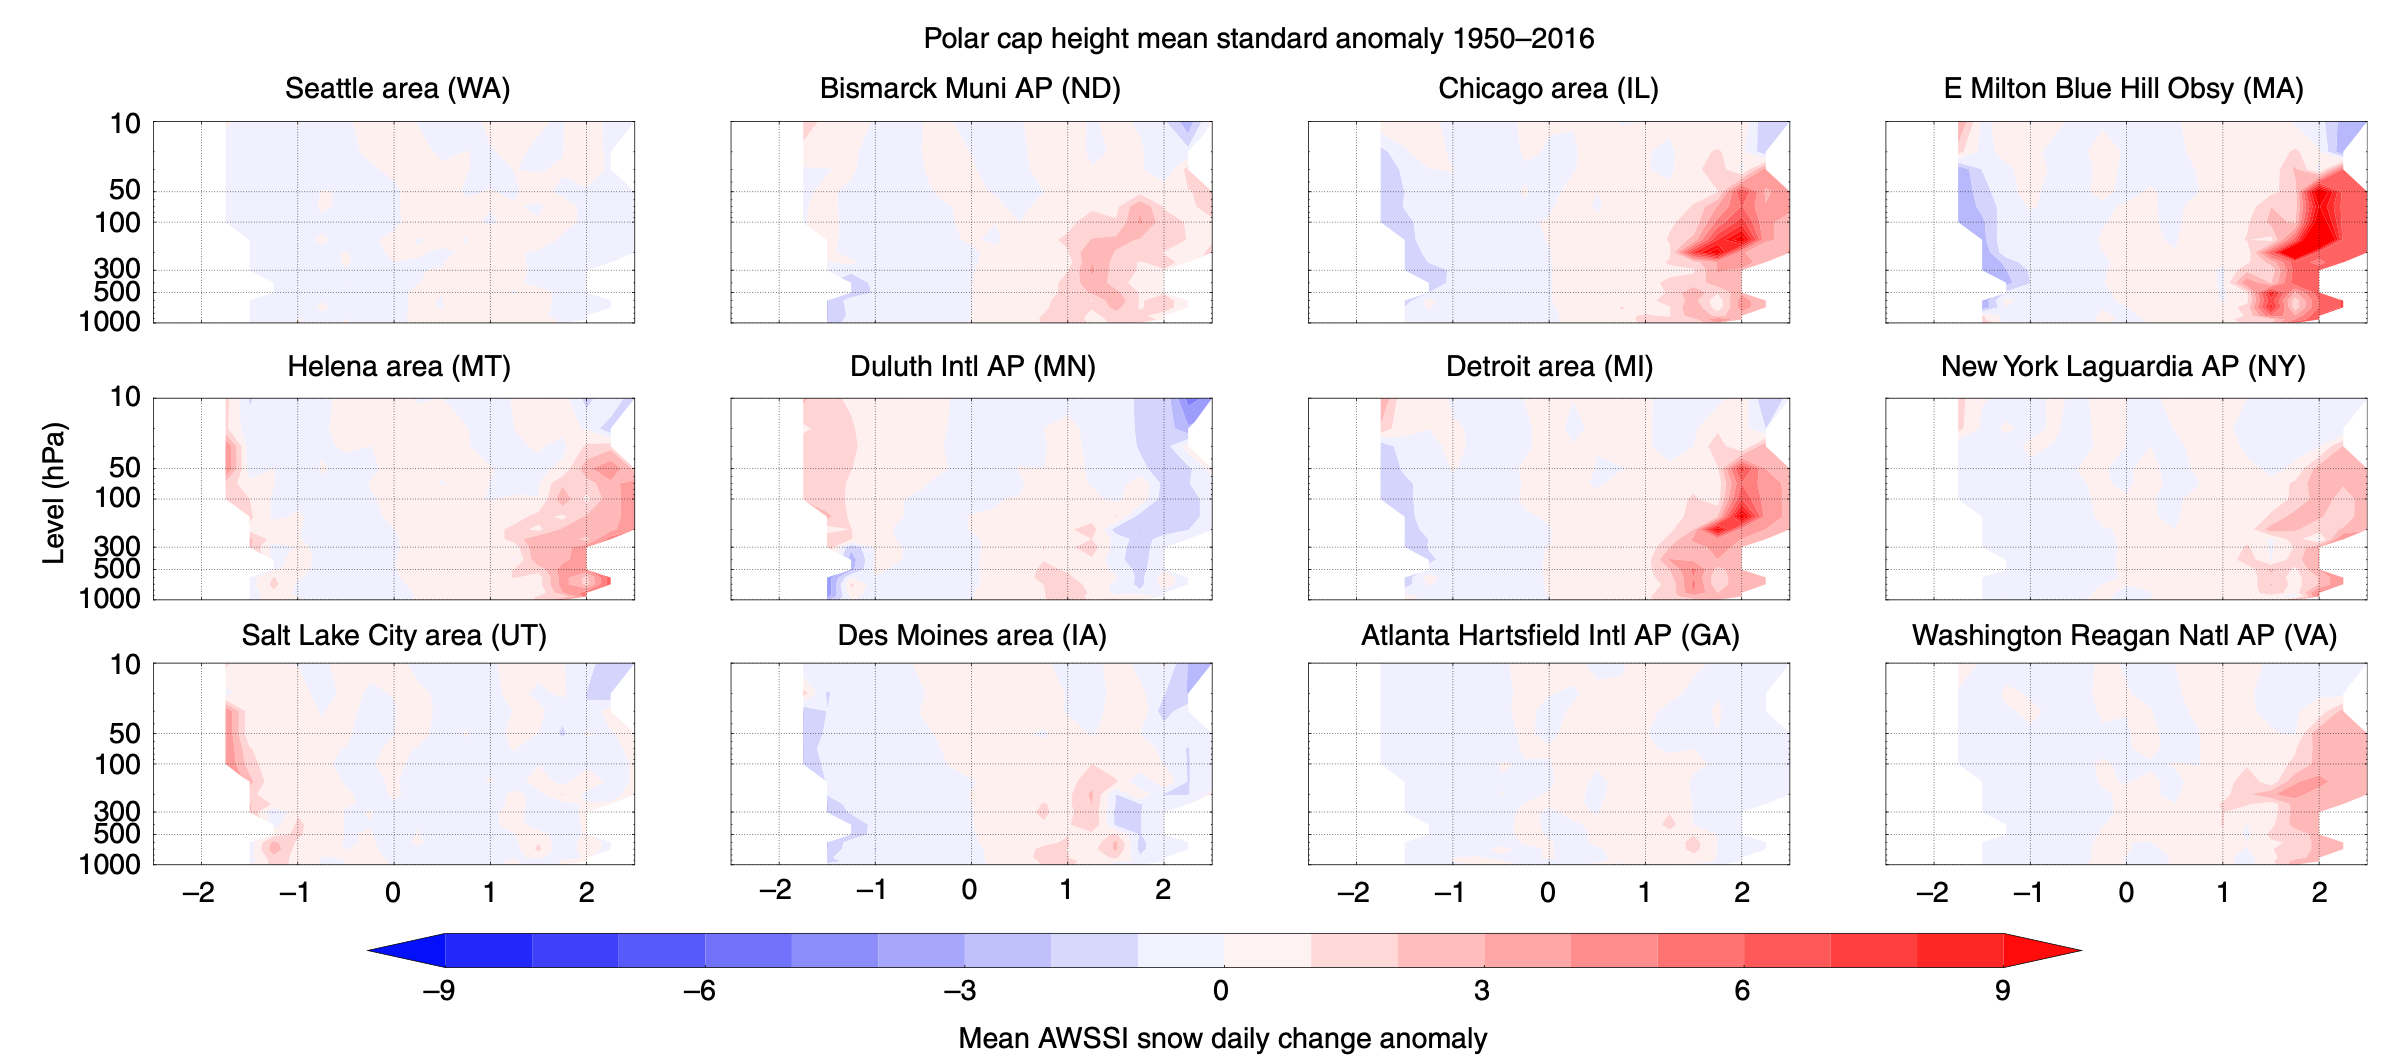 Polar cap height mean standard anomaly 1950–2016
Seattle area (WA)
Bismarck Muni AP (ND)
Chicago area (IL)
E Milton Blue Hill Obsy (MA)
10
50
100
300
500
1000
Helena area (MT)
Duluth Intl AP (MN)
Detroit area (MI)
New York Laguardia AP (NY)
Level (hPa)
10
50
100
300
500
1000
Salt Lake City area (UT)
Des Moines area (IA)
Atlanta Hartsfield Intl AP (GA)
Washington Reagan Natl AP (VA)
10
50
100
300
500
1000
–2 –1 0 1 2
–2 –1 0 1 2
–2 –1 0 1 2
–2 –1 0 1 2
–9 –6 –3 0 3 6 9
Mean AWSSI snow daily change anomaly